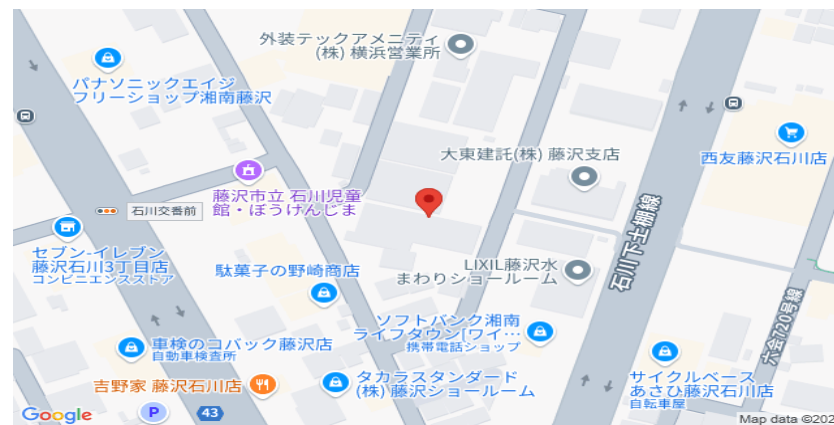 外装テックアメニティ
(株) 横浜営業所
パナソニックエイジ
フリーショップ湘南藤沢
大東建託(株) 藤沢支店
西友藤沢石川店
藤沢市立 石川児童
館・ぼうけんじま
石川交番前
石川下土棚線
セブン-イレブン
藤沢石川3丁目店
コンビニエンスストア
駄菓子の野崎商店
LIXIL藤沢水
まわりショールーム
六会720号線
ソフトバンク湘南
ライフタウン[ワイ…
携帯電話ショップ
車検のコバック藤沢店
自動車検査所
吉野家 藤沢石川店
タカラスタンダード
(株) 藤沢ショールーム
サイクルベース
あさひ藤沢石川店
自転車屋
Google
P
43
Map data ©202